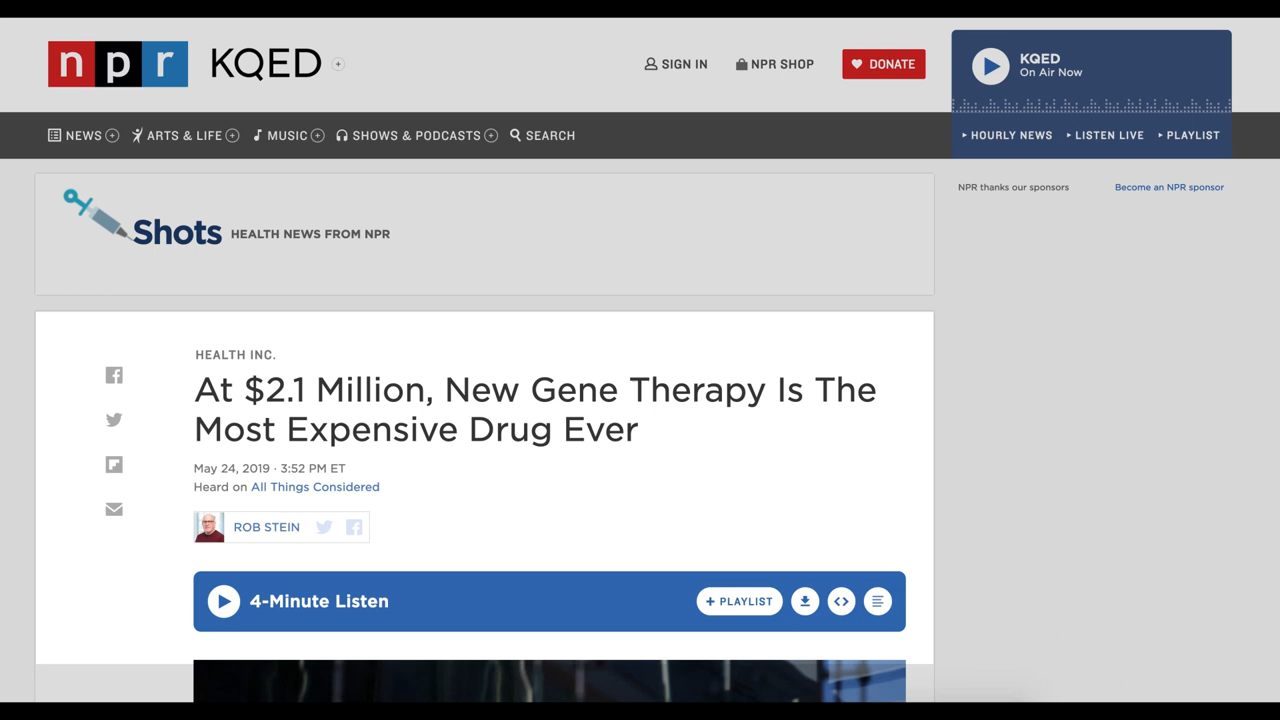 npr KQED
SIGN IN
NPR SHOP
DONATE
KQED
On Air Now
NEWS
ARTS & LIFE
MUSIC
SHOWS & PODCASTS
SEARCH
HOURLY NEWS
LISTEN LIVE
PLAYLIST
Shots HEALTH NEWS FROM NPR
NPR thanks our sponsors
Become an NPR sponsor
HEALTH INC.
At $2.1 Million, New Gene Therapy Is The
Most Expensive Drug Ever
May 24, 2019 · 3:52 PM ET
Heard on All Things Considered
ROB STEIN
4-Minute Listen
+ PLAYLIST